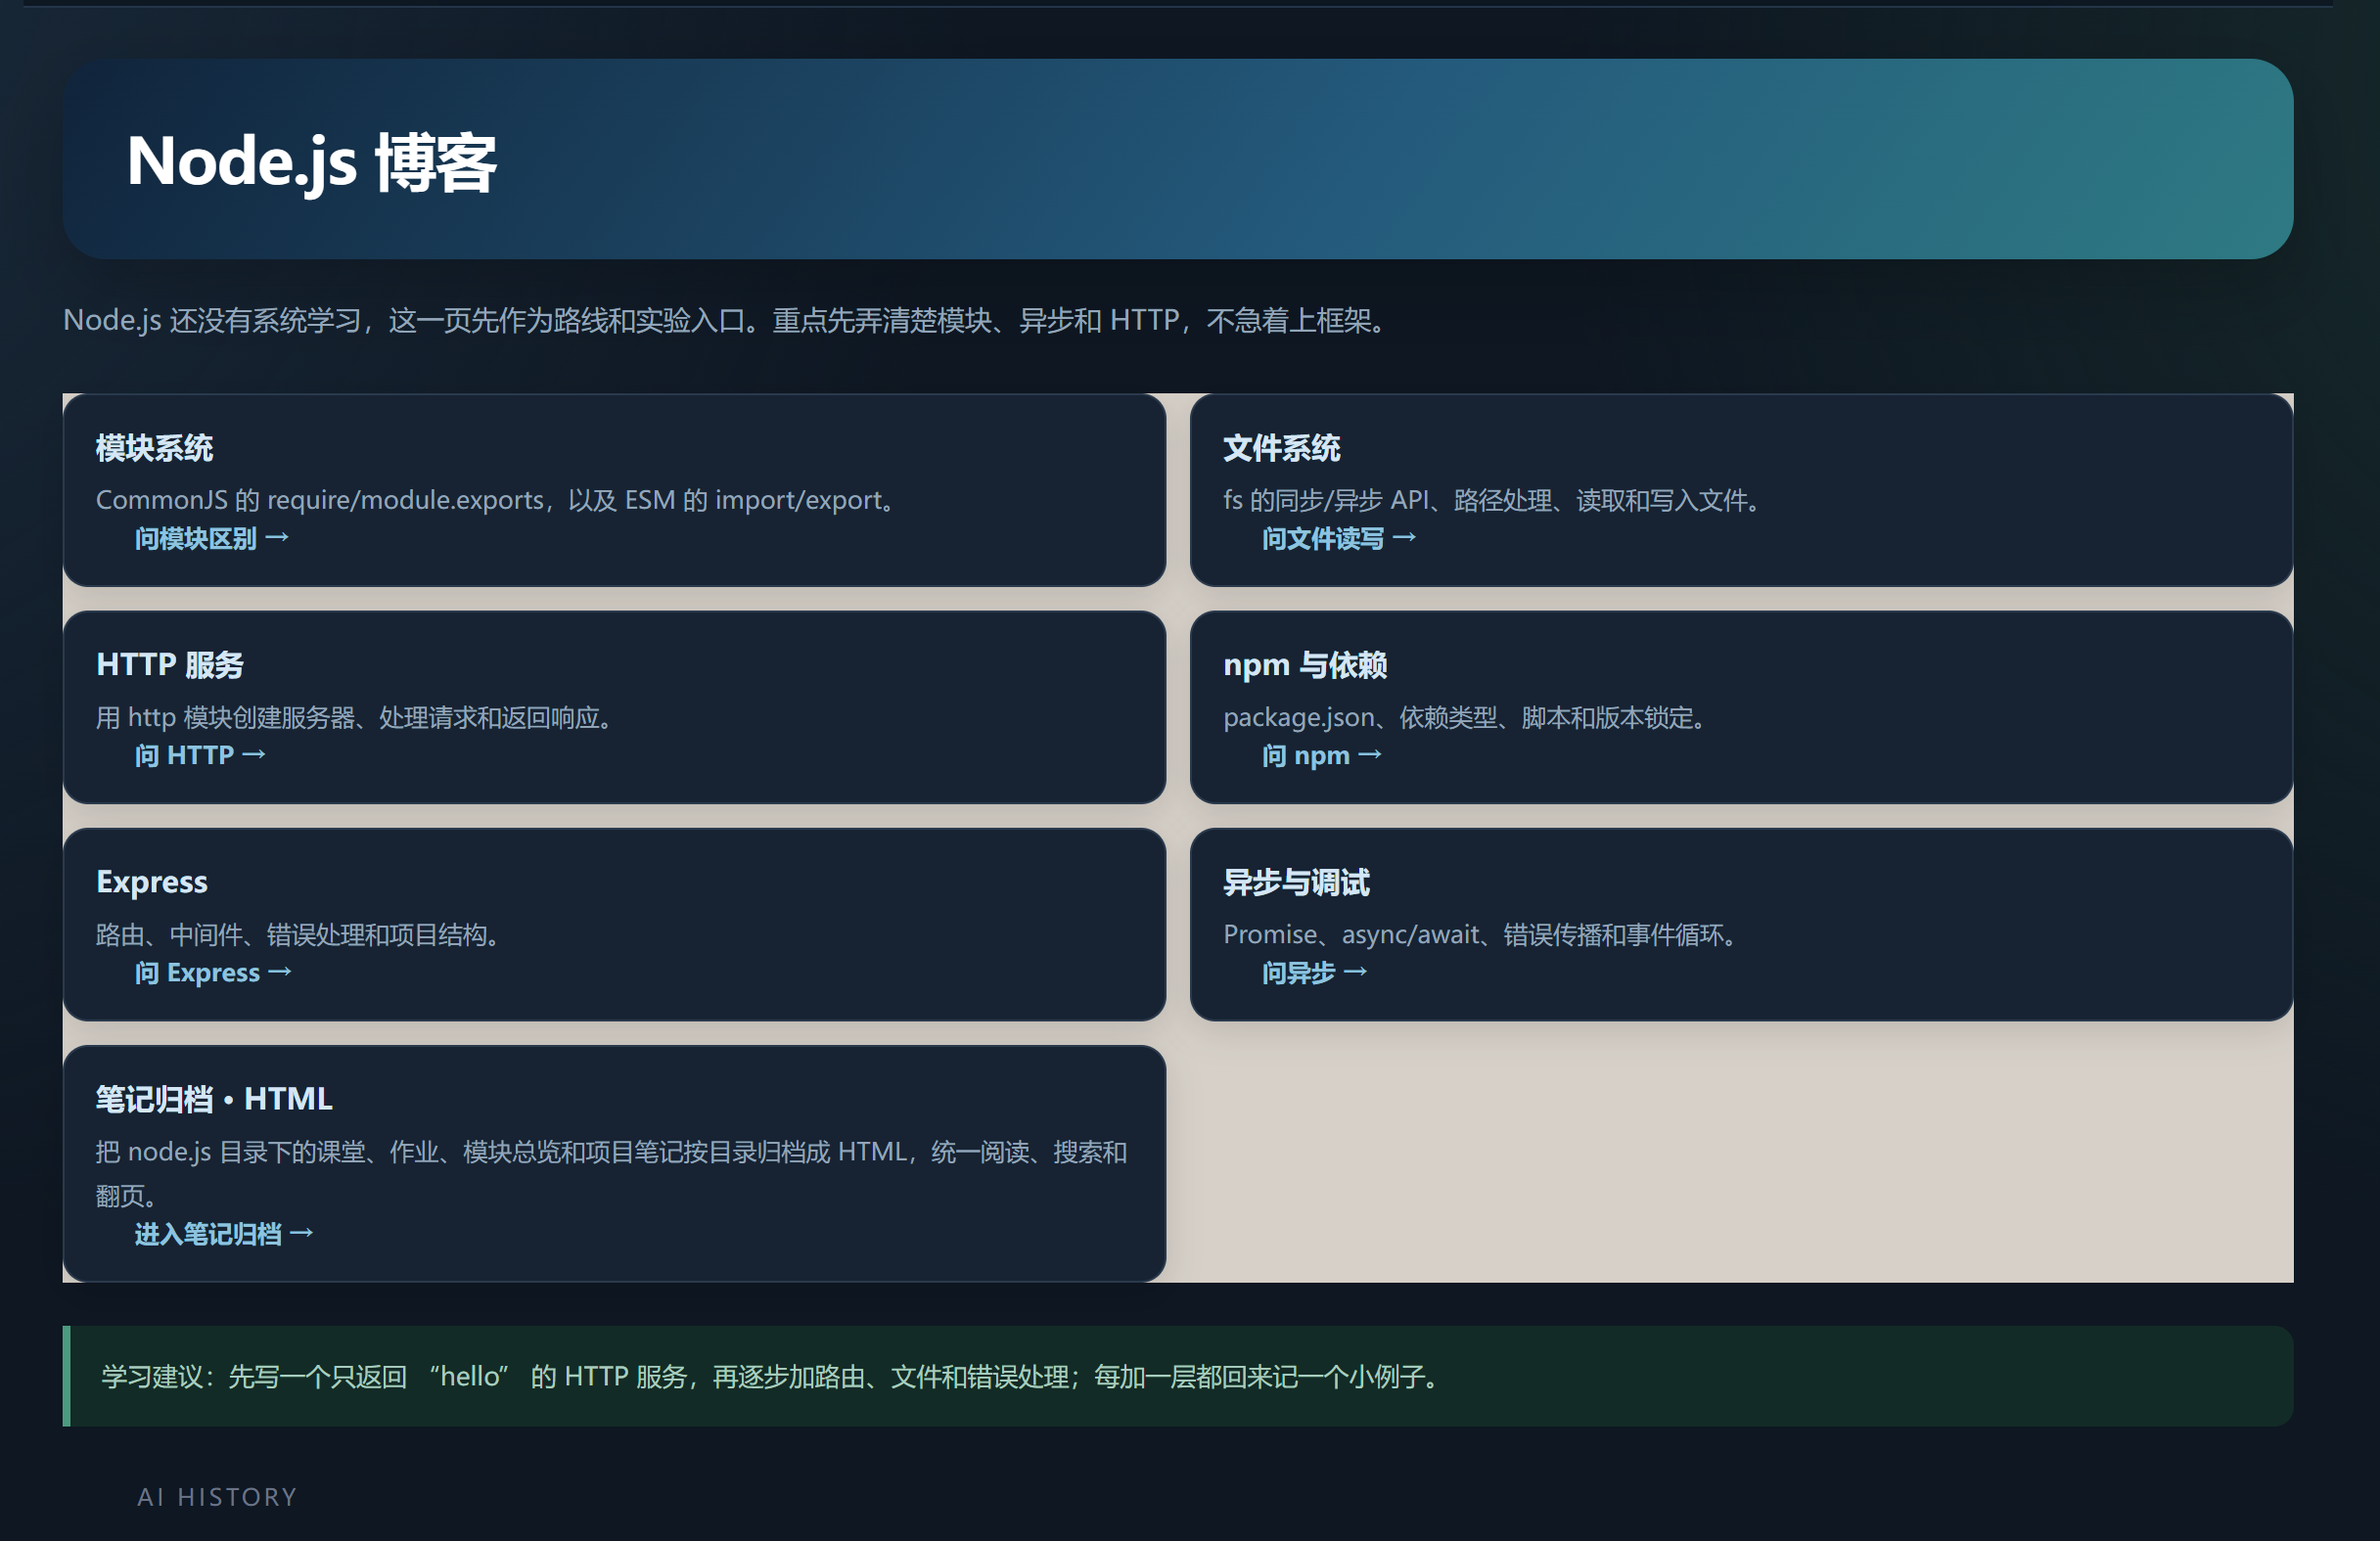 Node.js 博客
Node.js 还没有系统学习，这一页先作为路线和实验入口。重点先弄清楚模块、异步和 HTTP，不急着上框架。
模块系统
CommonJS 的 require/module.exports，以及 ESM 的 import/export。
问模块区别 →
文件系统
fs 的同步/异步 API、路径处理、读取和写入文件。
问文件读写 →
HTTP 服务
用 http 模块创建服务器、处理请求和返回响应。
问 HTTP →
npm 与依赖
package.json、依赖类型、脚本和版本锁定。
问 npm →
Express
路由、中间件、错误处理和项目结构。
问 Express →
异步与调试
Promise、async/await、错误传播和事件循环。
问异步 →
笔记归档 · HTML
把 node.js 目录下的课堂、作业、模块总览和项目笔记按目录归档成 HTML，统一阅读、搜索和
翻页。
进入笔记归档 →
学习建议：先写一个只返回 “hello” 的 HTTP 服务，再逐步加路由、文件和错误处理；每加一层都回来记一个小例子。
AI HISTORY